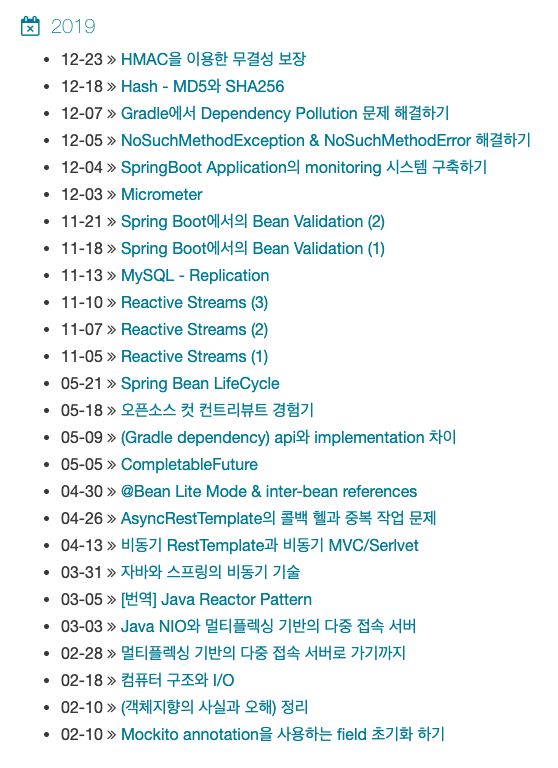 2019
• 12-23 » HMAC을 이용한 무결성 보장
• 12-18 » Hash - MD5와 SHA256
• 12-07 » Gradle에서 Dependency Pollution 문제 해결하기
• 12-05 » NoSuchMethodException & NoSuchMethodError 해결하기
• 12-04 » SpringBoot Application의 monitoring 시스템 구축하기
• 12-03 » Micrometer
• 11-21 » Spring Boot에서의 Bean Validation (2)
• 11-18 » Spring Boot에서의 Bean Validation (1)
• 11-13 » MySQL - Replication
• 11-10 » Reactive Streams (3)
• 11-07 » Reactive Streams (2)
• 11-05 » Reactive Streams (1)
• 05-21 » Spring Bean LifeCycle
• 05-18 » 오픈소스 컷 컨트리뷰트 경험기
• 05-09 » (Gradle dependency) api와 implementation 차이
• 05-05 » CompletableFuture
• 04-30 » @Bean Lite Mode & inter-bean references
• 04-26 » AsyncRestTemplate의 콜백 헬과 중복 작업 문제
• 04-13 » 비동기 RestTemplate과 비동기 MVC/Serlvet
• 03-31 » 자바와 스프링의 비동기 기술
• 03-05 » [번역] Java Reactor Pattern
• 03-03 » Java NIO와 멀티플렉싱 기반의 다중 접속 서버
• 02-28 » 멀티플렉싱 기반의 다중 접속 서버로 가기까지
• 02-18 » 컴퓨터 구조와 I/O
• 02-10 » (객체지향의 사실과 오해) 정리
• 02-10 » Mockito annotation을 사용하는 field 초기화 하기